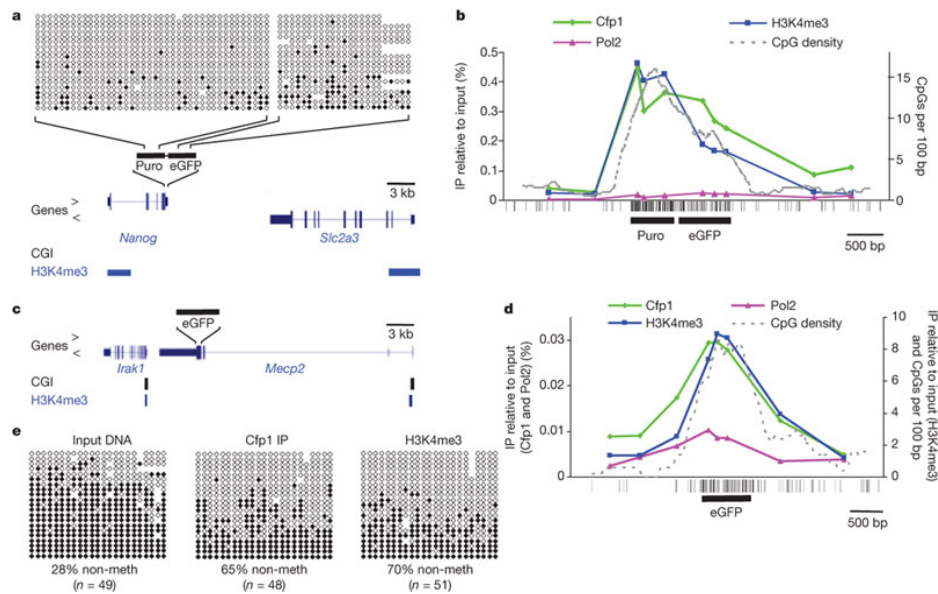 a
Puro eGFP
3 kb
Genes >
<
Nanog Slc2a3
CGI
H3K4me3
b
Cfp1 H3K4me3
Pol2 CpG density
IP relative to input (%)
0.5
0.4
0.3
0.2
0.1
0
CpGs per 100 bp
15
10
5
0
Puro eGFP
500 bp
c
eGFP
3 kb
Genes >
<
Irak1 Mecp2
CGI
H3K4me3
d
Cfp1 Pol2
H3K4me3 CpG density
IP relative to input
(Cfp1 and Pol2) (%)
0.03
0.02
0.01
0
IP relative to input (H3K4me3)
and CpGs per 100 bp
10
8
6
4
2
0
eGFP
500 bp
e
Input DNA Cfp1 IP H3K4me3
28% non-meth 65% non-meth 70% non-meth
(n = 49) (n = 48) (n = 51)